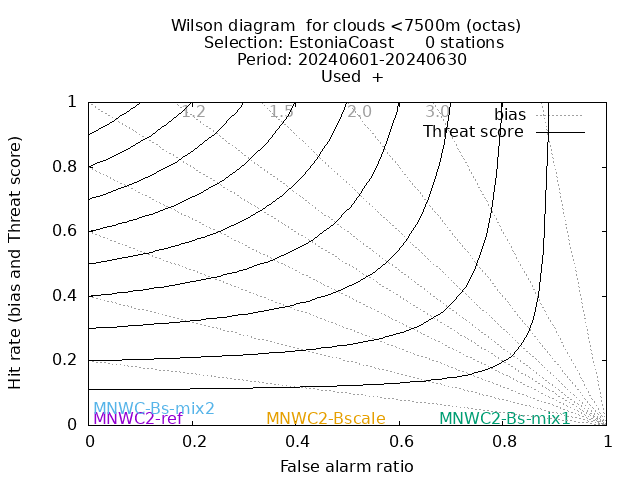 Wilson diagram  for clouds <7500m (octas)
Selection: EstoniaCoast      0 stations
Period: 20240601-20240630
Used  +
1 1.2 1.5 2.0 3.0 bias
Threat score
0.8
0.6
0.4
0.2
0
Hit rate (bias and Threat score)
MNWC-Bs-mix2
MNWC2-ref MNWC2-Bscale MNWC2-Bs-mix1
0 0.2 0.4 0.6 0.8 1
False alarm ratio